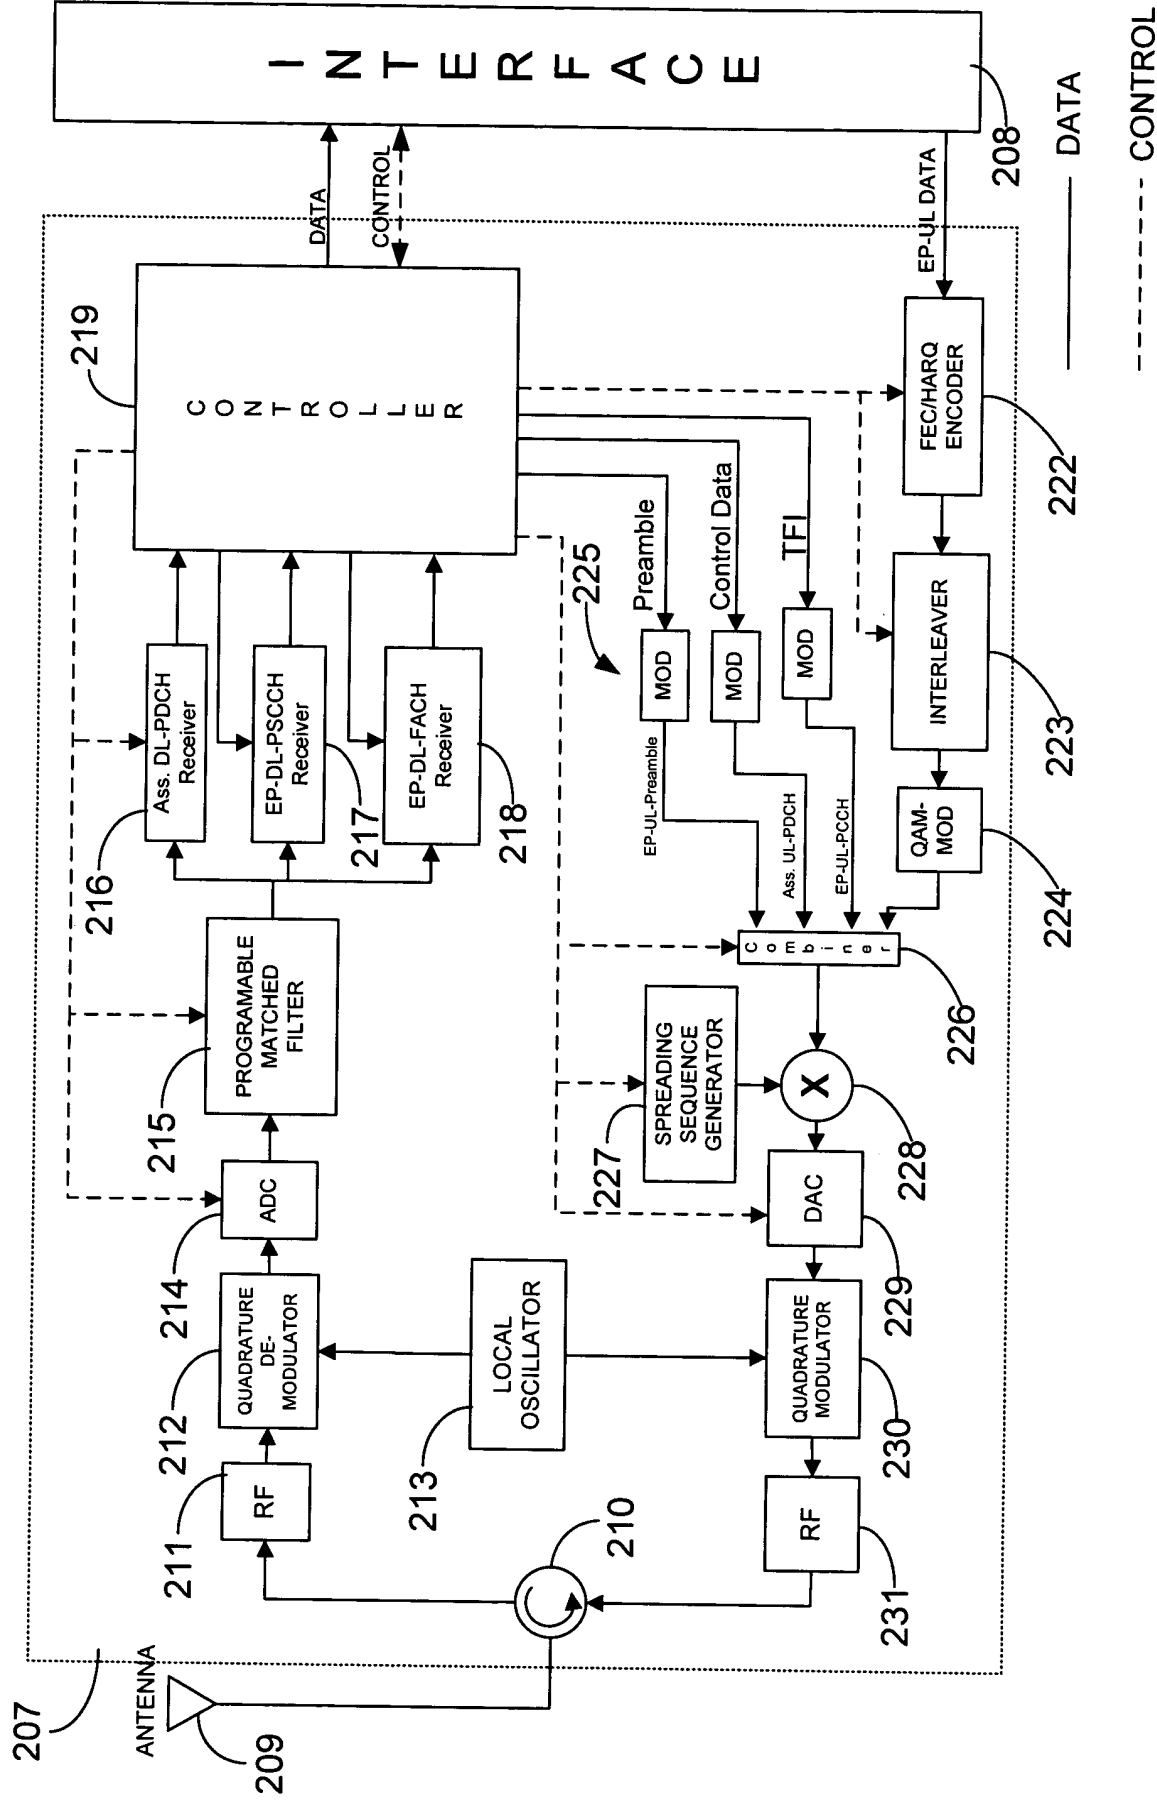 207
ANTENNA
209
210
211
RF
212
QUADRATURE
DE-
MODULATOR
213
LOCAL
OSCILLATOR
214
ADC
215
PROGRAMABLE
MATCHED
FILTER
216
Ass. DL-PDCH
Receiver
EP-DL-PSCCH
Receiver
217
EP-DL-FACH
Receiver
218
219
CONTROLLER
DATA
CONTROL
INTERFACE
208
EP-UL DATA
FEC/HARQ
ENCODER
222
INTERLEAVER
223
QAM-
MOD
224
225
Preamble
MOD
EP-UL-Preamble
Control Data
MOD
Ass. UL-PDCH
TFI
MOD
EP-UL-PCCH
Combiner
226
SPREADING
SEQUENCE
GENERATOR
227
X
228
DAC
229
QUADRATURE
MODULATOR
230
RF
231
DATA
CONTROL